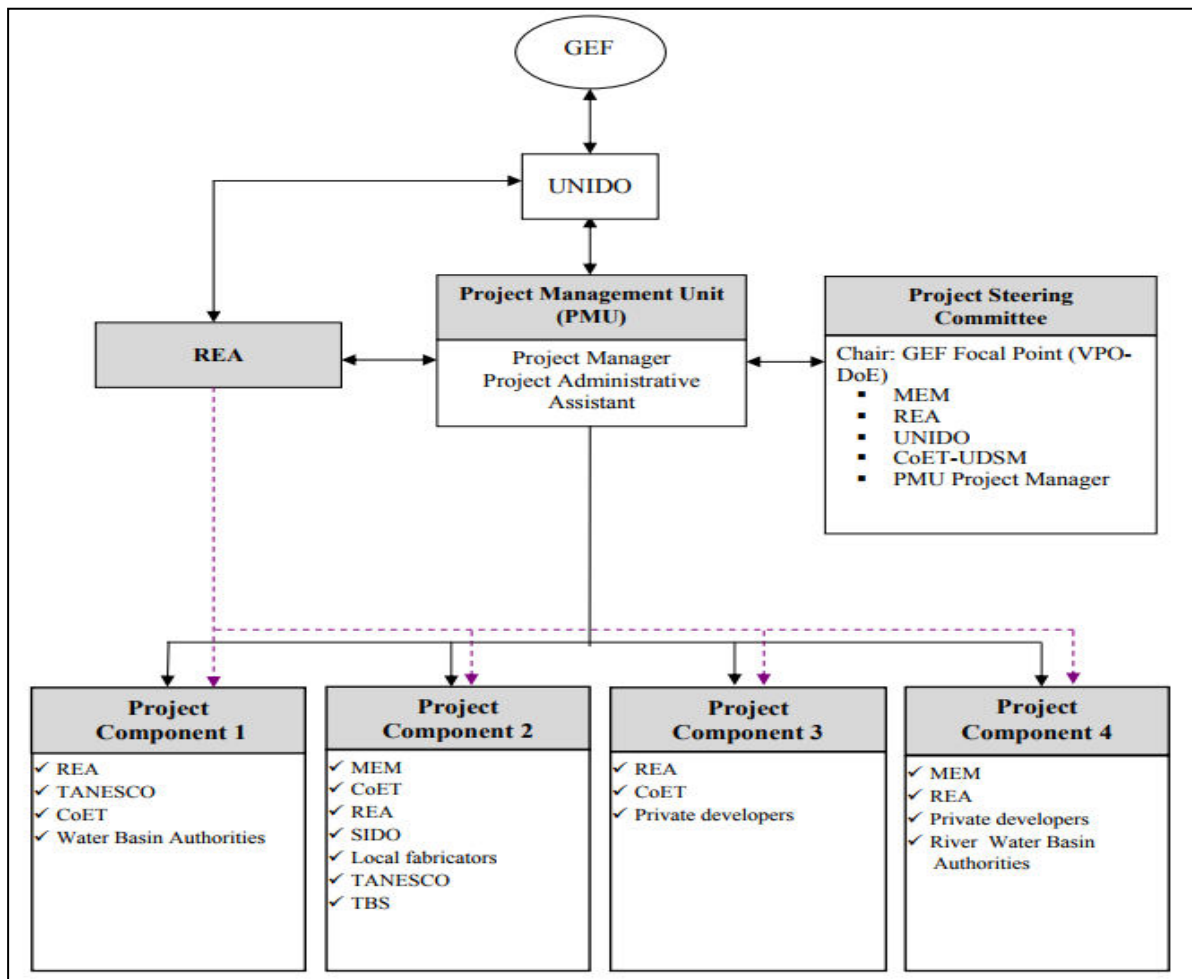 GEF
UNIDO
Project Management Unit
(PMU)
Project Manager
Project Administrative
Assistant
REA
Project Steering
Committee
Chair: GEF Focal Point (VPO-
DoE)
▪ MEM
▪ REA
▪ UNIDO
▪ CoET-UDSM
▪ PMU Project Manager
Project
Component 1
✓ REA
✓ TANESCO
✓ CoET
✓ Water Basin Authorities
Project
Component 2
✓ MEM
✓ CoET
✓ REA
✓ SIDO
✓ Local fabricators
✓ TANESCO
✓ TBS
Project
Component 3
✓ REA
✓ CoET
✓ Private developers
Project
Component 4
✓ MEM
✓ REA
✓ Private developers
✓ River Water Basin
Authorities